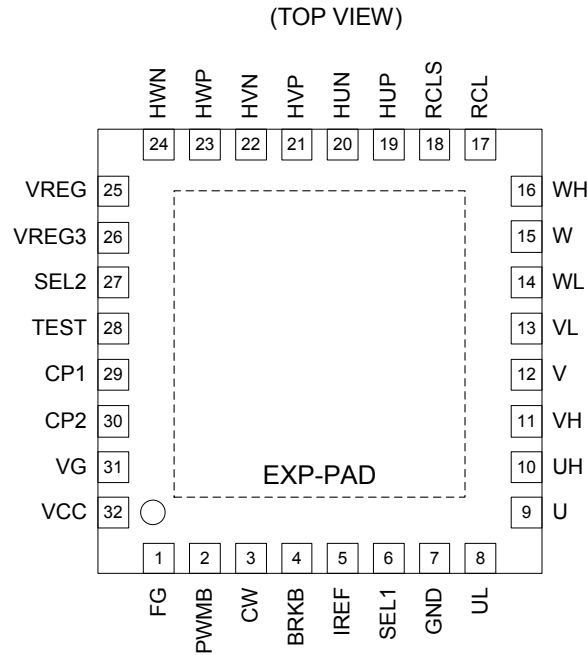 (TOP VIEW)
HWN HWP HVN HVP HUN HUP RCLS RCL
24 23 22 21 20 19 18 17
VREG 25 16 WH
VREG3 26 15 W
SEL2 27 14 WL
TEST 28 13 VL
CP1 29 12 V
CP2 30 11 VH
VG 31 10 UH
EXP-PAD
VCC 32 9 U
1 2 3 4 5 6 7 8
FG PWMB CW BRKB IREF SEL1 GND UL